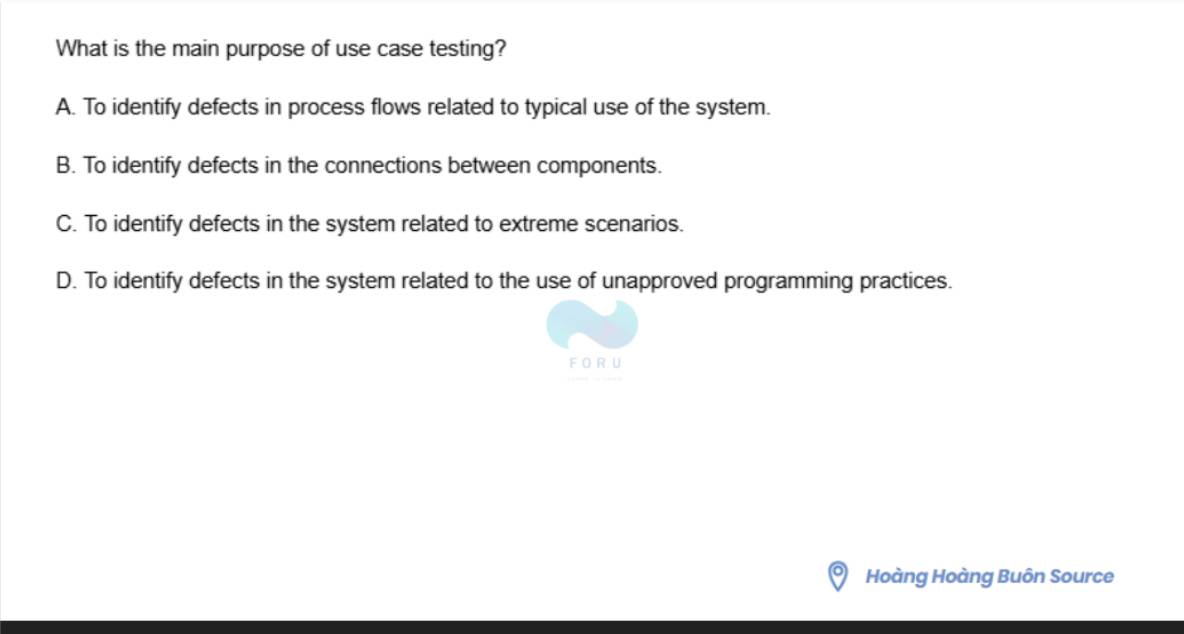 What is the main purpose of use case testing?
A. To identify defects in process flows related to typical use of the system.
B. To identify defects in the connections between components.
C. To identify defects in the system related to extreme scenarios.
D. To identify defects in the system related to the use of unapproved programming practices.
FORU
Hoàng Hoàng Buôn Source